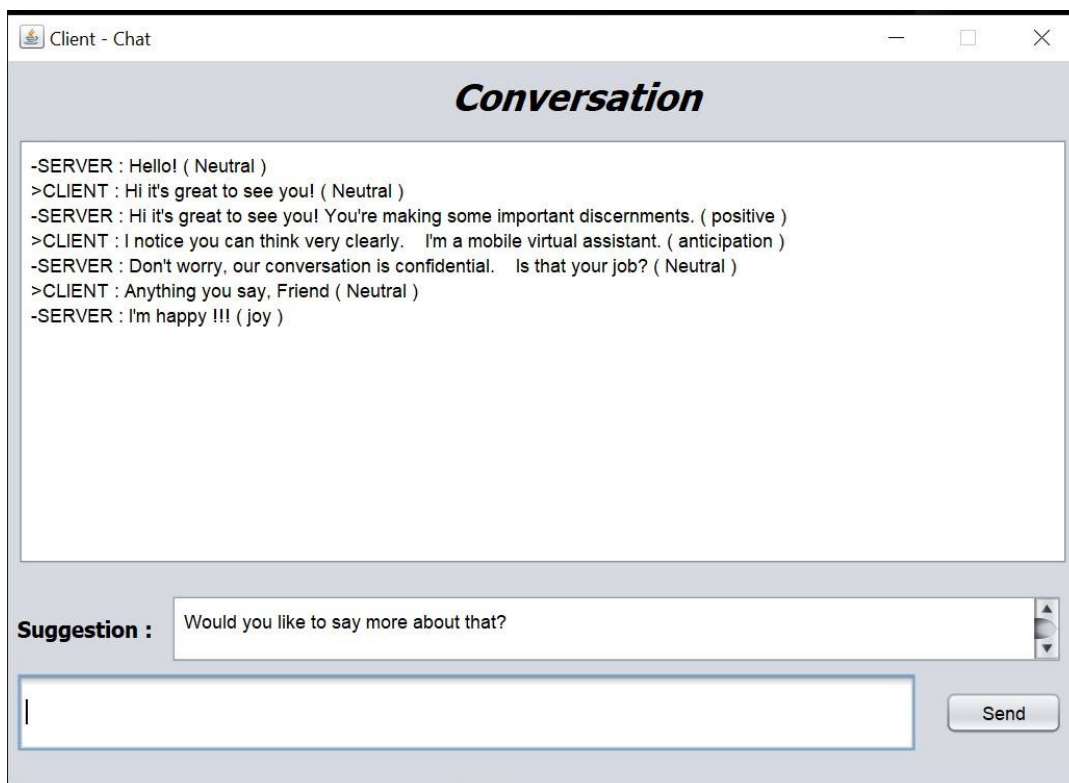 Client - Chat
Conversation
-SERVER : Hello! ( Neutral )
>CLIENT : Hi it's great to see you! ( Neutral )
-SERVER : Hi it's great to see you! You're making some important discernments. ( positive )
>CLIENT : I notice you can think very clearly.    I'm a mobile virtual assistant. ( anticipation )
-SERVER : Don't worry, our conversation is confidential.    Is that your job? ( Neutral )
>CLIENT : Anything you say, Friend ( Neutral )
-SERVER : I'm happy !!! ( joy )
Suggestion : Would you like to say more about that?
Send